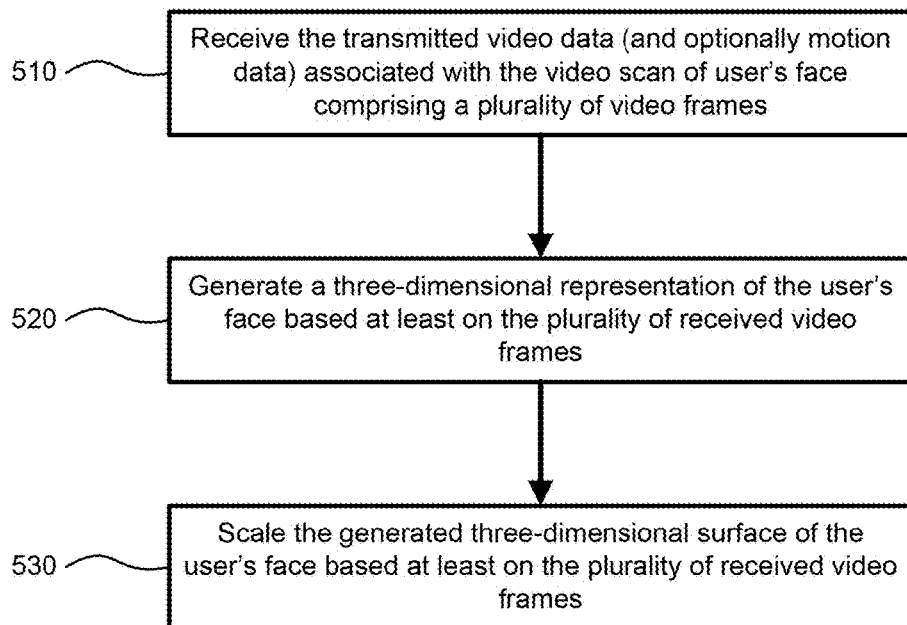 Receive the transmitted video data (and optionally motion
510
data) associated with the video scan of user's face
comprising a plurality of video frames
Generate a three-dimensional representation of the user's
520
face based at least on the plurality of received video
frames
Scale the generated three-dimensional surface of the
530
user's face based at least on the plurality of received video
frames